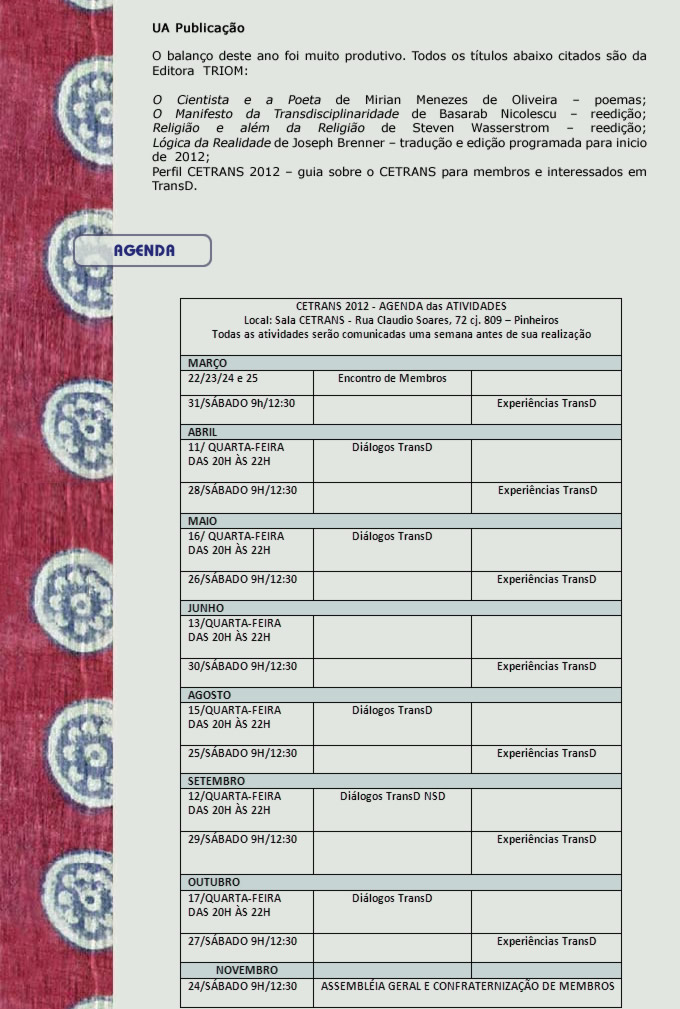 UA Publicação
O balanço deste ano foi muito produtivo. Todos os títulos abaixo citados são da
Editora TRIOM:
O Cientista e a Poeta de Mirian Menezes de Oliveira – poemas;
O Manifesto da Transdisciplinaridade de Basarab Nicolescu – reedição;
Religião e além da Religião de Steven Wasserstrom – reedição;
Lógica da Realidade de Joseph Brenner – tradução e edição programada para inicio
de 2012;
Perfil CETRANS 2012 – guia sobre o CETRANS para membros e interessados em
TransD.
AGENDA
CETRANS 2012 - AGENDA das ATIVIDADES
Local: Sala CETRANS - Rua Claudio Soares, 72 cj. 809 – Pinheiros
Todas as atividades serão comunicadas uma semana antes de sua realização
MARÇO
22/23/24 e 25 Encontro de Membros
31/SÁBADO 9h/12:30 Experiências TransD
ABRIL
11/ QUARTA-FEIRA Diálogos TransD
DAS 20H ÀS 22H
28/SÁBADO 9H/12:30 Experiências TransD
MAIO
16/ QUARTA-FEIRA Diálogos TransD
DAS 20H ÀS 22H
26/SÁBADO 9H/12:30 Experiências TransD
JUNHO
13/QUARTA-FEIRA
DAS 20H ÀS 22H
30/SÁBADO 9H/12:30 Experiências TransD
AGOSTO
15/QUARTA-FEIRA Diálogos TransD
DAS 20H ÀS 22H
25/SÁBADO 9H/12:30 Experiências TransD
SETEMBRO
12/QUARTA-FEIRA Diálogos TransD NSD
DAS 20H ÀS 22H
29/SÁBADO 9H/12:30 Experiências TransD
OUTUBRO
17/QUARTA-FEIRA Diálogos TransD
DAS 20H ÀS 22H
27/SÁBADO 9H/12:30 Experiências TransD
NOVEMBRO
24/SÁBADO 9H/12:30 ASSEMBLÉIA GERAL E CONFRATERNIZAÇÃO DE MEMBROS